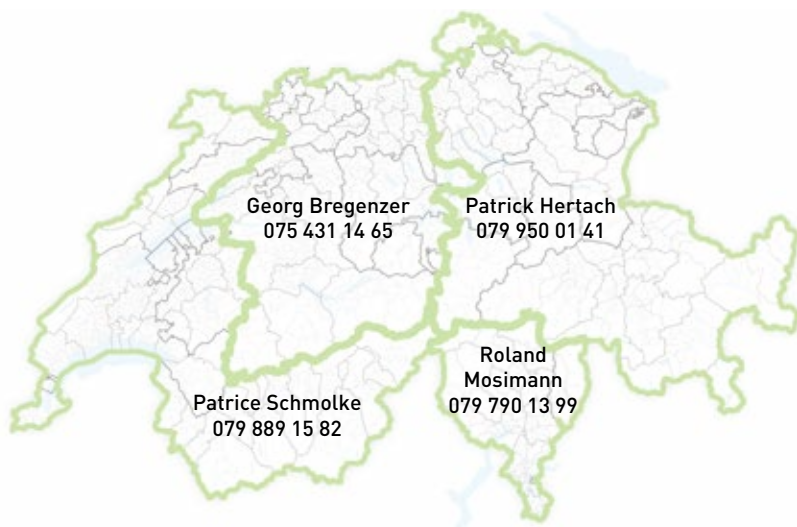 Georg Bregenzer
075 431 14 65
Patrick Hertach
079 950 01 41
Roland
Mosimann
079 790 13 99
Patrice Schmolke
079 889 15 82